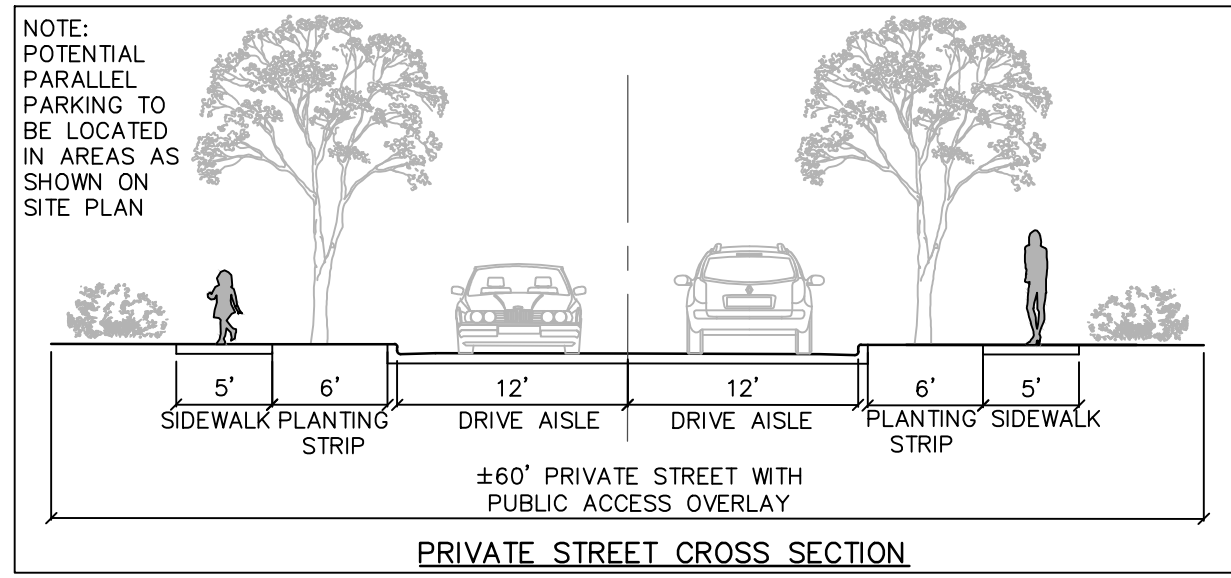 NOTE:
POTENTIAL
PARALLEL
PARKING TO
BE LOCATED
IN AREAS AS
SHOWN ON
SITE PLAN
5' 6' 12' 12' 6' 5'
SIDEWALK PLANTING STRIP DRIVE AISLE DRIVE AISLE PLANTING STRIP SIDEWALK
±60' PRIVATE STREET WITH
PUBLIC ACCESS OVERLAY
PRIVATE STREET CROSS SECTION